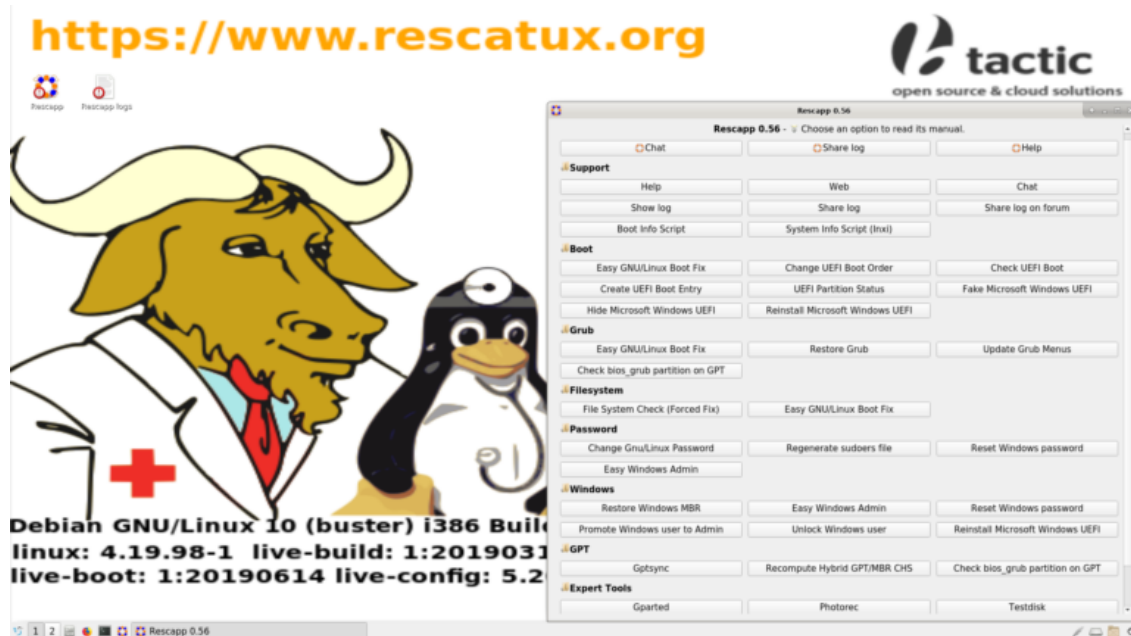 https://www.rescatux.org
tactic
open source & cloud solutions
Rescapp
Rescapp logs
Rescapp 0.56
Rescapp 0.56 - Choose an option to read its manual.
Chat Share log Help
Support
Help Web Chat
Show log Share log Share log on forum
Boot Info Script System Info Script (Inxi)
Boot
Easy GNU/Linux Boot Fix Change UEFI Boot Order Check UEFI Boot
Create UEFI Boot Entry UEFI Partition Status Fake Microsoft Windows UEFI
Hide Microsoft Windows UEFI Reinstall Microsoft Windows UEFI
Grub
Easy GNU/Linux Boot Fix Restore Grub Update Grub Menus
Check bios_grub partition on GPT
Filesystem
File System Check (Forced Fix) Easy GNU/Linux Boot Fix
Password
Change Gnu/Linux Password Regenerate sudoers file Reset Windows password
Easy Windows Admin
Windows
Restore Windows MBR Easy Windows Admin Reset Windows password
Promote Windows user to Admin Unlock Windows user Reinstall Microsoft Windows UEFI
GPT
Gptsync Recompute Hybrid GPT/MBR CHS Check bios_grub partition on GPT
Expert Tools
Gparted Photorec Testdisk
Debian GNU/Linux 10 (buster) i386 Buil
linux: 4.19.98-1 live-build: 1:2019031
live-boot: 1:20190614 live-config: 5.2
1 2 Rescapp 0.56